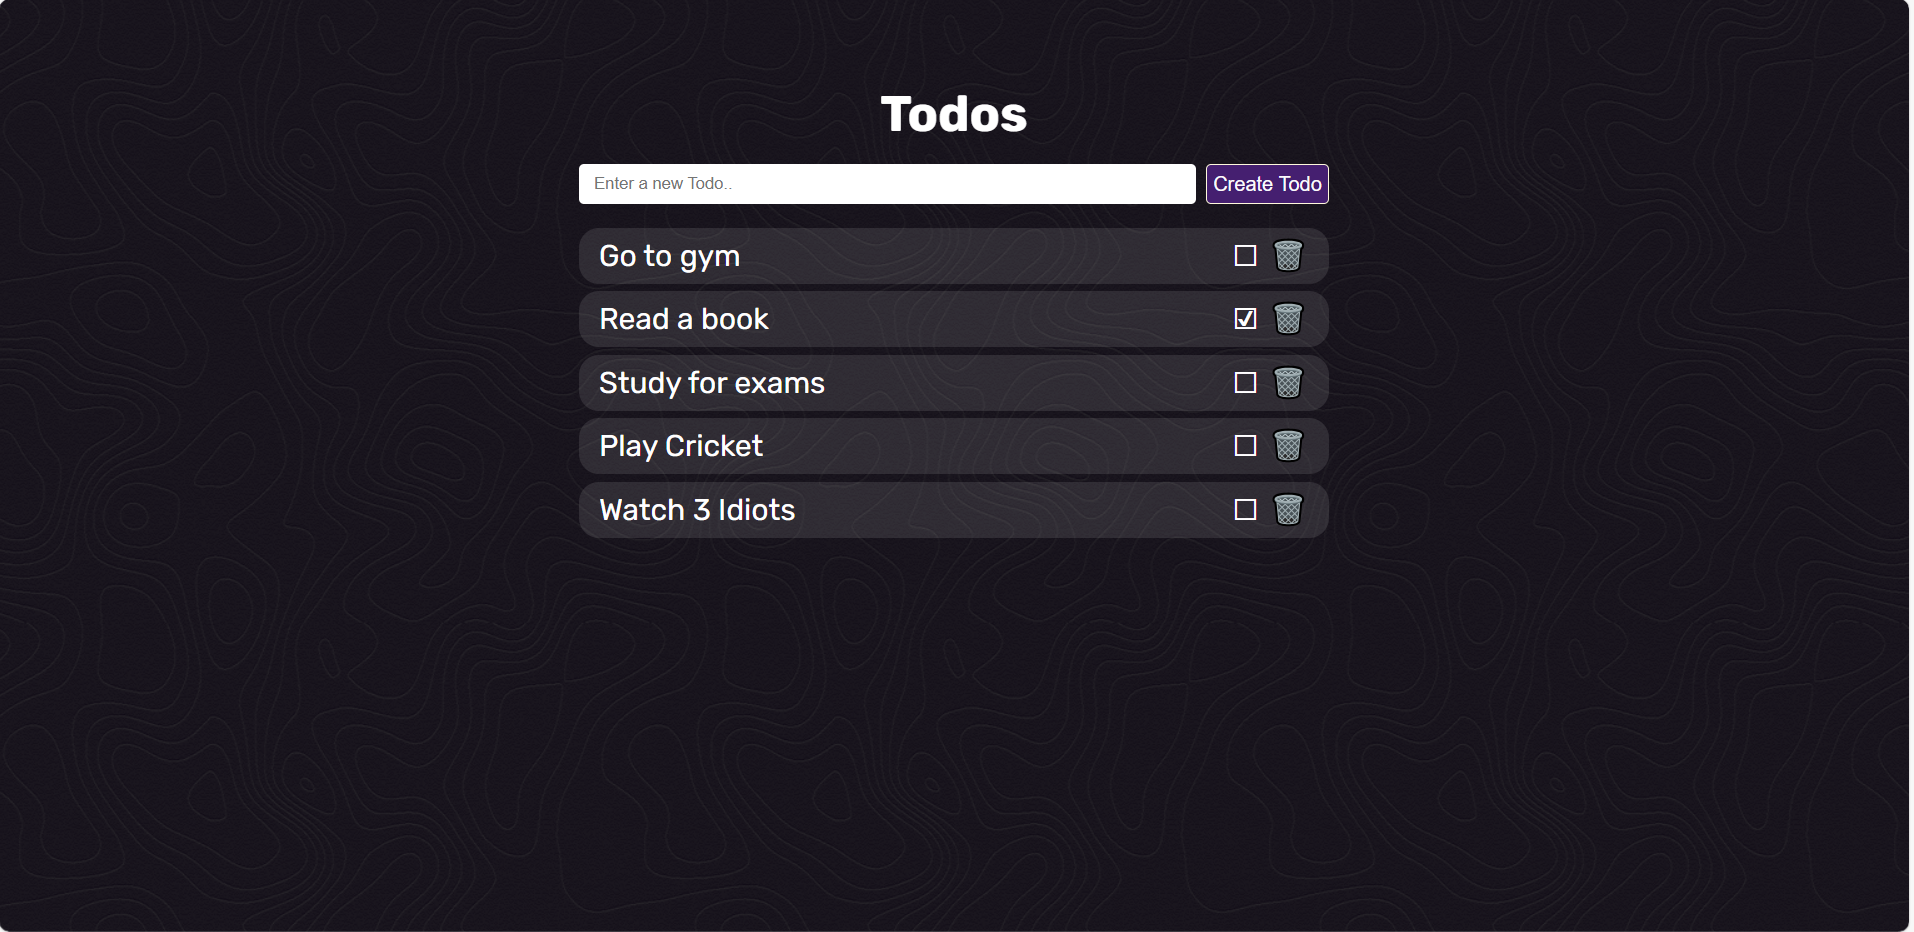 Todos
Enter a new Todo..
Create Todo
Go to gym
Read a book
Study for exams
Play Cricket
Watch 3 Idiots